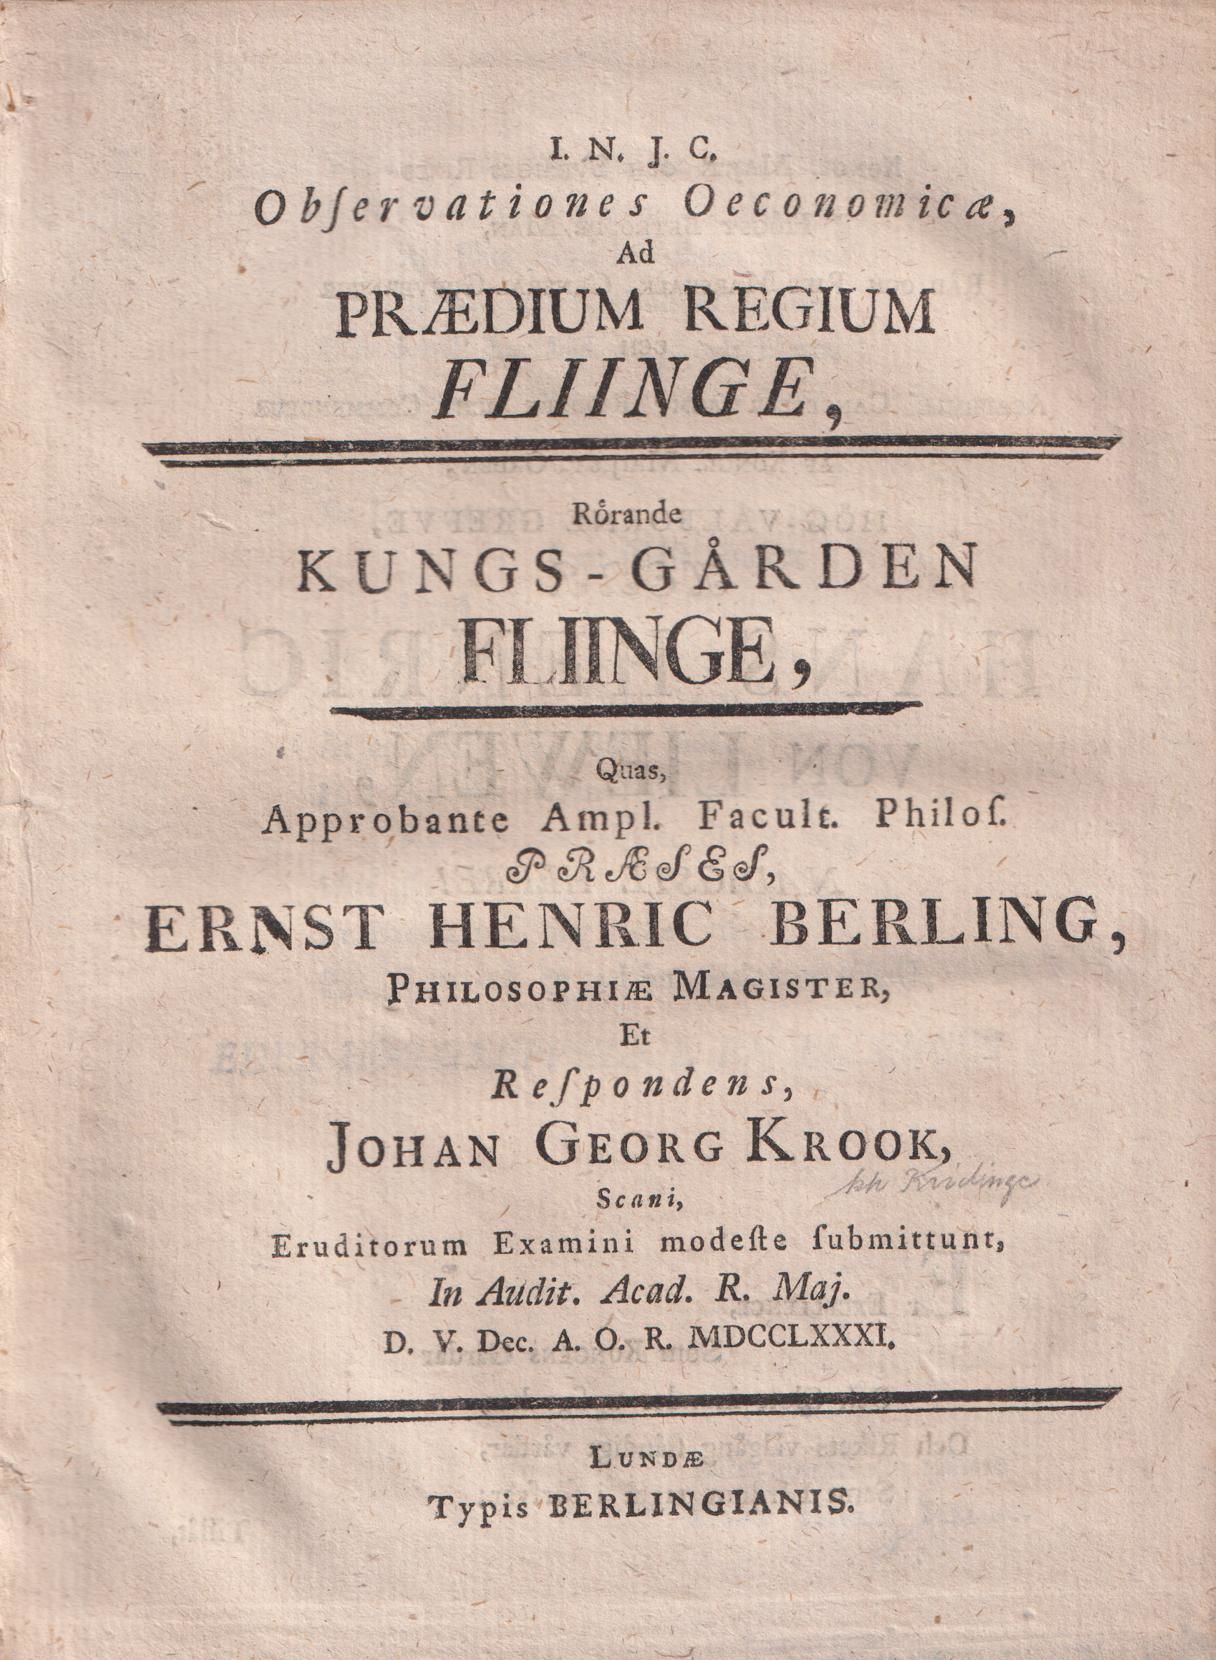 I. N. J. C.
Obſervationes Oeconomicæ,
Ad
PRÆDIUM REGIUM
FLIINGE,
Rörande
KUNGS-GÅRDEN
FLIINGE,
Quas,
Approbante Ampl. Facult. Philoſ.
PRÆSES,
ERNST HENRIC BERLING,
PHILOSOPHIÆ MAGISTER,
Et
Reſpondens,
JOHAN GEORG KROOK,
Scani,
Eruditorum Examini modeſte ſubmittunt,
In Audit. Acad. R. Maj.
D. V. Dec. A. O. R. MDCCLXXXI.
LUNDÆ
Typis BERLINGIANIS.